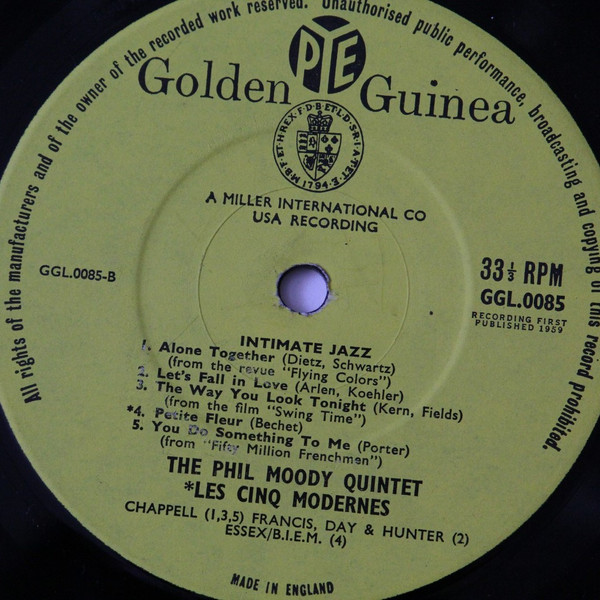 All rights of the manufacturers and of the owner of the recorded work reserved. Unauthorised public performance, broadcasting and copying of this record prohibited.
PYE
Golden Guinea
M·B·F·ET·H·REX·F·D·B·ET·L·D·S·R·I·A·T·ET·E·
1794
A MILLER INTERNATIONAL CO
USA RECORDING
GGL.0085-B
33⅓ RPM
GGL.0085
RECORDING FIRST
PUBLISHED 1959
INTIMATE JAZZ
1. Alone Together (Dietz, Schwartz)
(from the revue "Flying Colors")
2. Let's Fall in Love (Arlen, Koehler)
3. The Way You Look Tonight (Kern, Fields)
(from the film "Swing Time")
*4. Petite Fleur (Bechet)
5. You Do Something To Me (Porter)
(from "Fifty Million Frenchmen")
THE PHIL MOODY QUINTET
*LES CINQ MODERNES
CHAPPELL (1,3,5) FRANCIS, DAY & HUNTER (2)
ESSEX/B.I.E.M. (4)
MADE IN ENGLAND